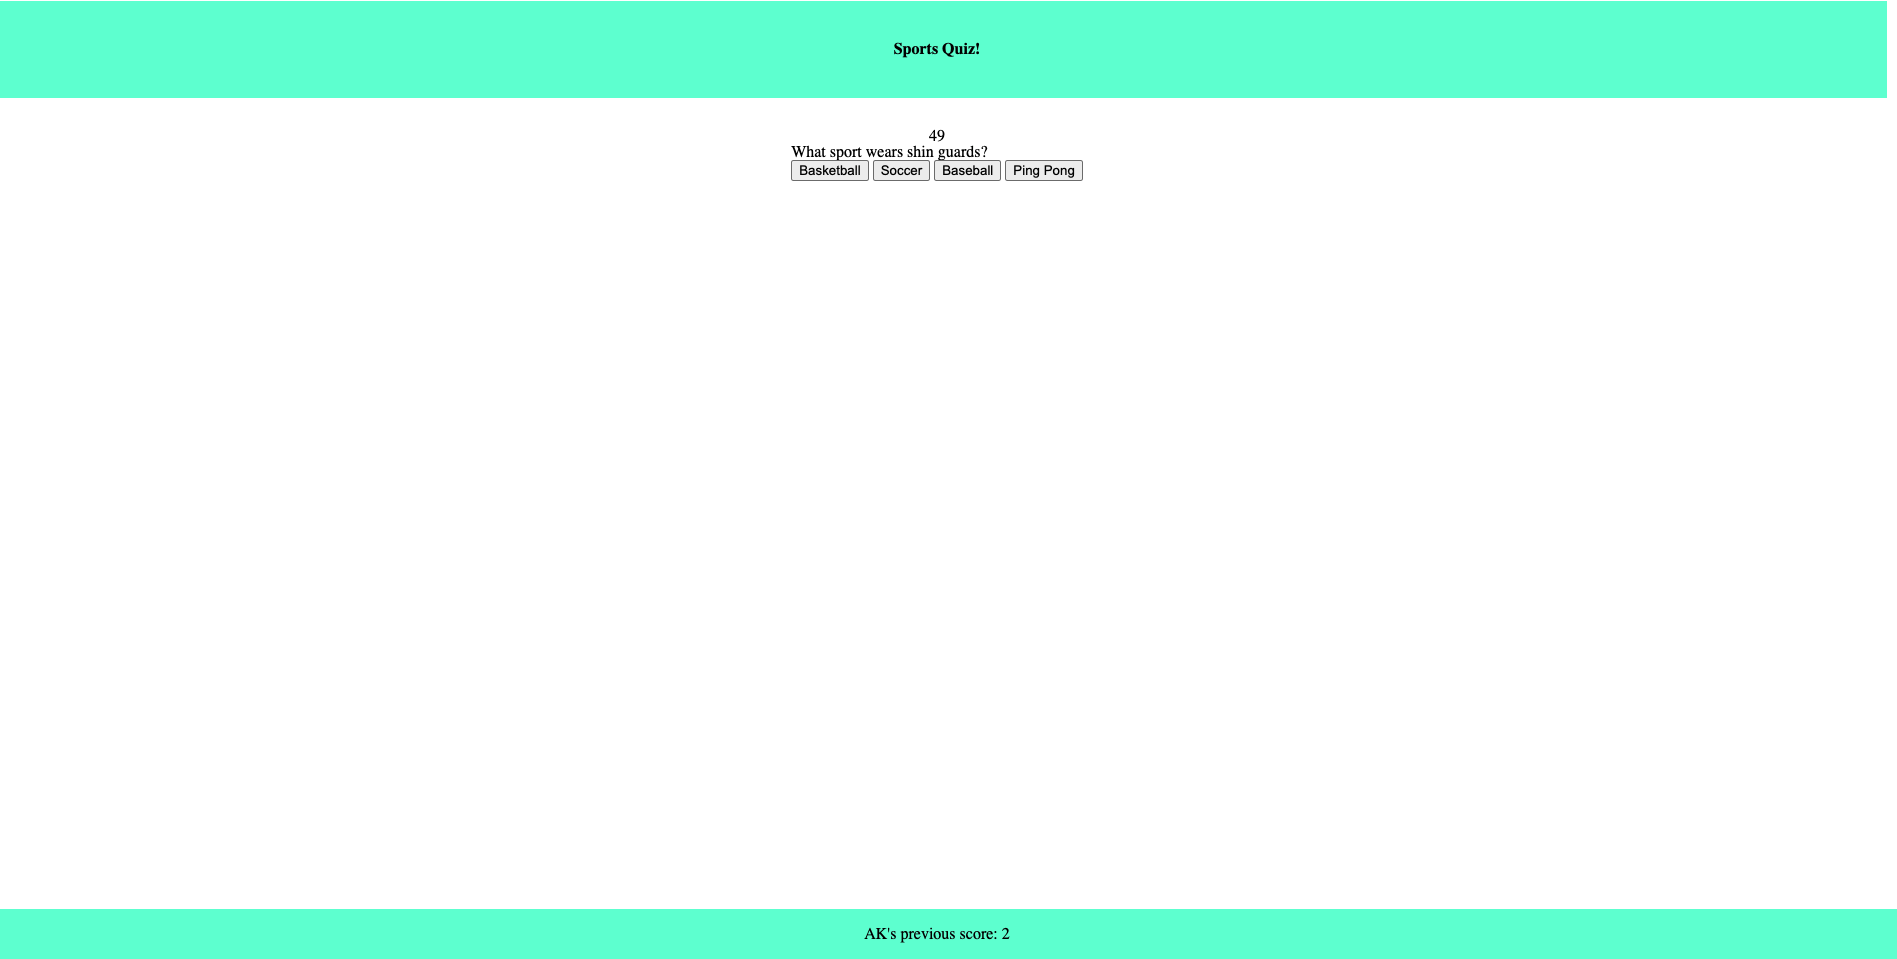 Sports Quiz!
49
What sport wears shin guards?
Basketball Soccer Baseball Ping Pong
AK's previous score: 2